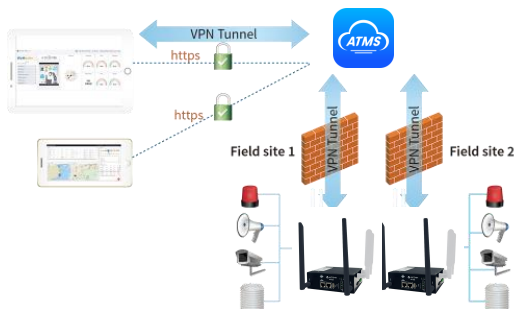 VPN Tunnel
https
https
ATMS
VPN Tunnel
VPN Tunnel
Field site 1
Field site 2